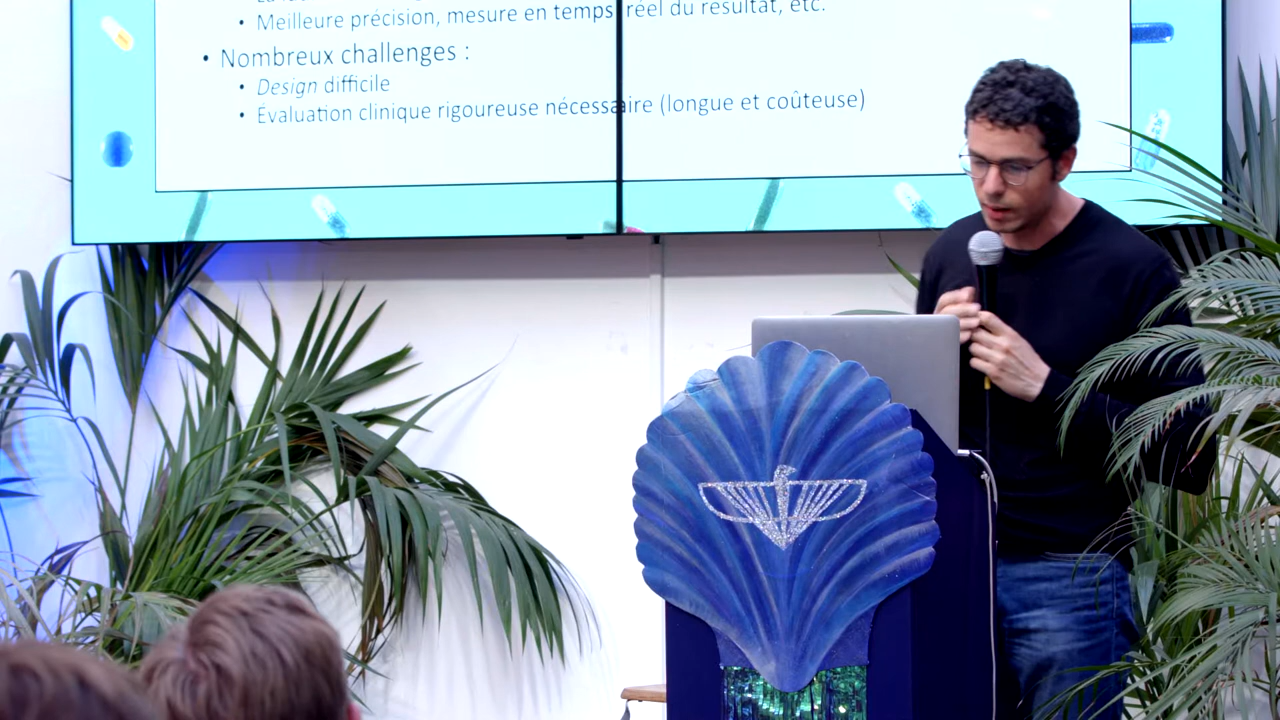 • Meilleure précision, mesure en temps réel du résultat, etc.
• Nombreux challenges :
• Design difficile
• Évaluation clinique rigoureuse nécessaire (longue et coûteuse)